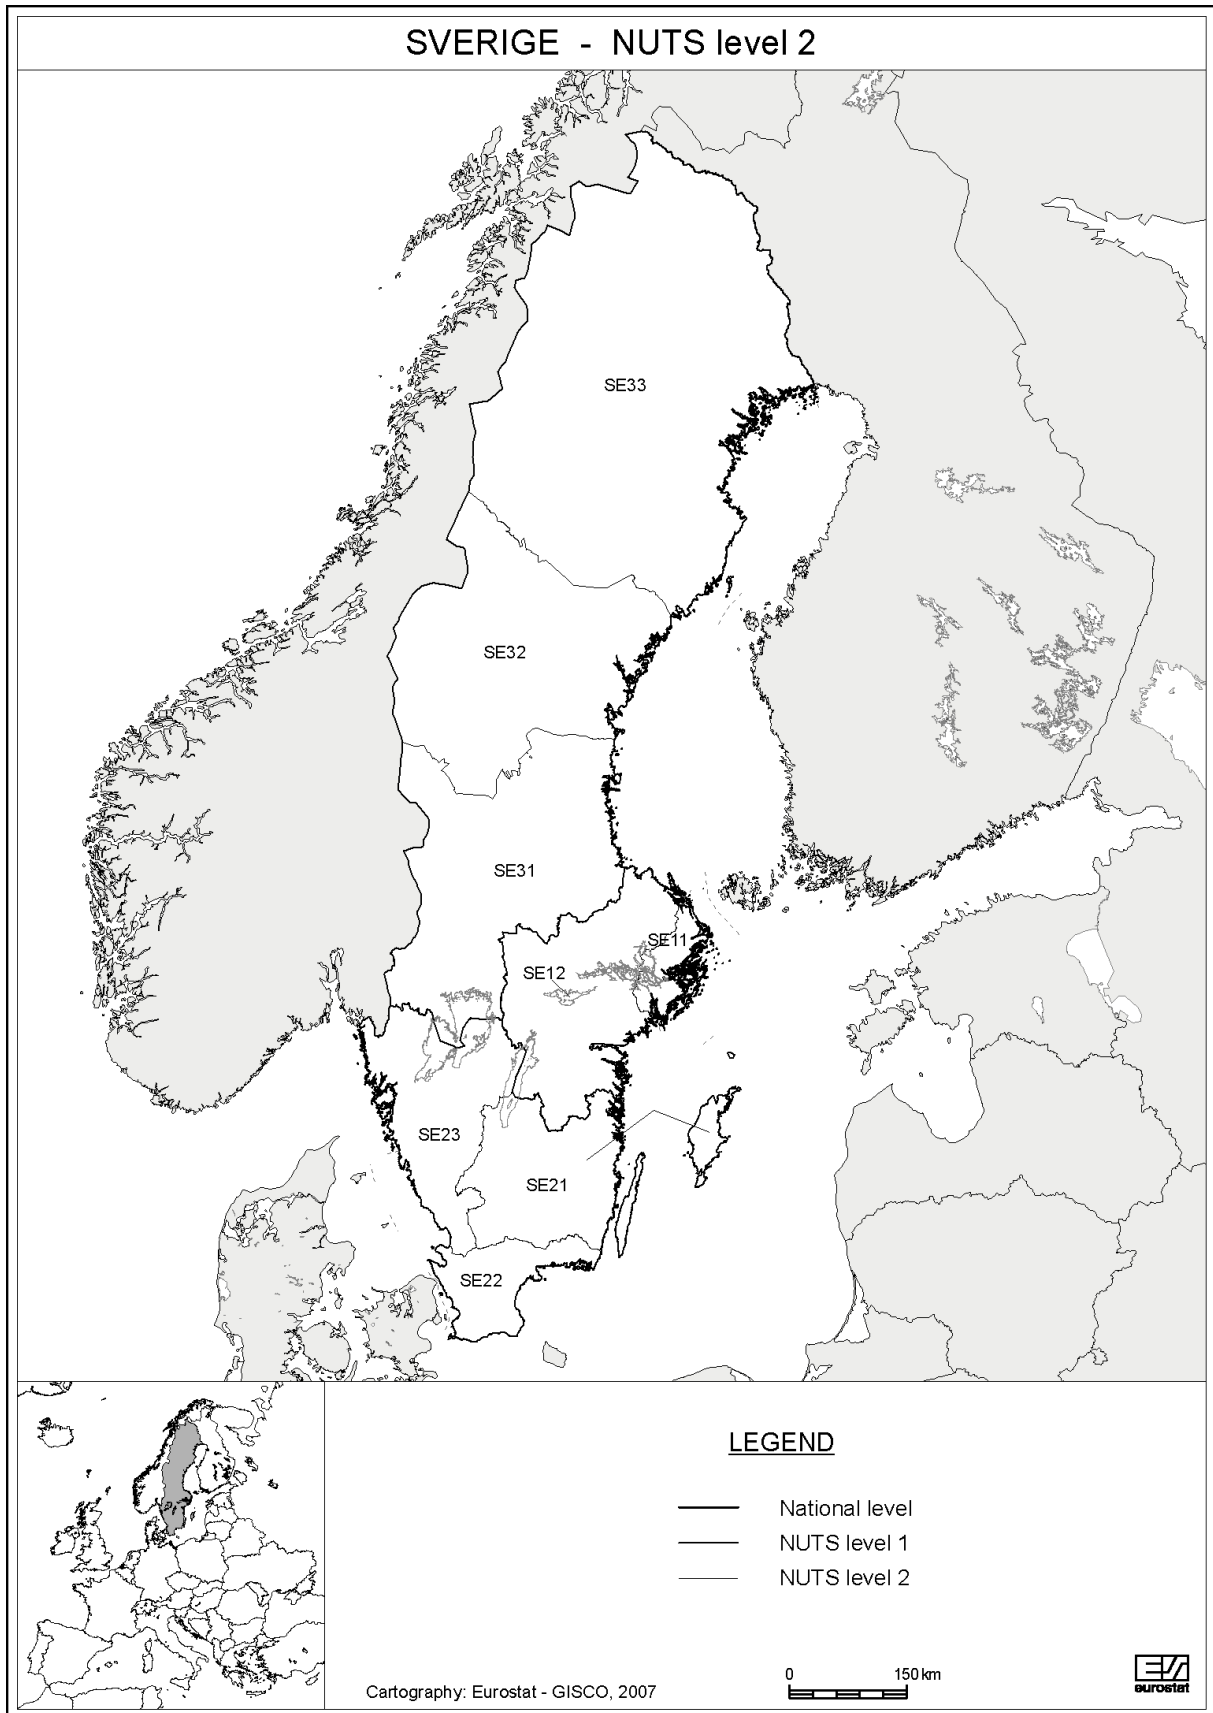 SVERIGE - NUTS level 2
SE33
SE32
SE31
SE11
SE12
SE23
SE21
SE22
LEGEND
National level
NUTS level 1
NUTS level 2
0 150 km
Cartography: Eurostat - GISCO, 2007
eurostat